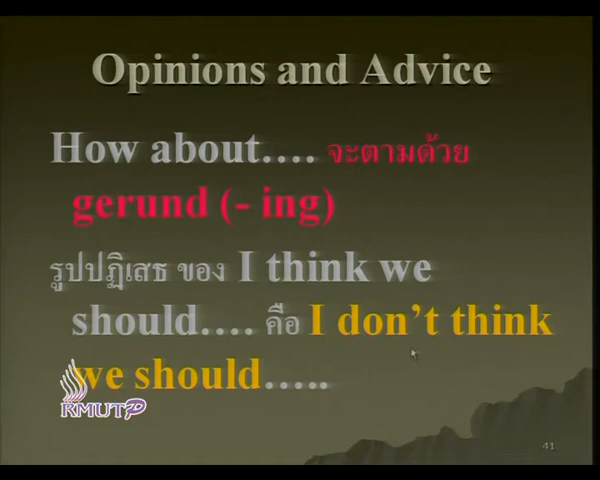 Opinions and Advice
How about…. จะตามด้วย
gerund (- ing)
รูปปฏิเสธ ของ I think we
should…. คือ I don't think
we should…..
RMUTP
41